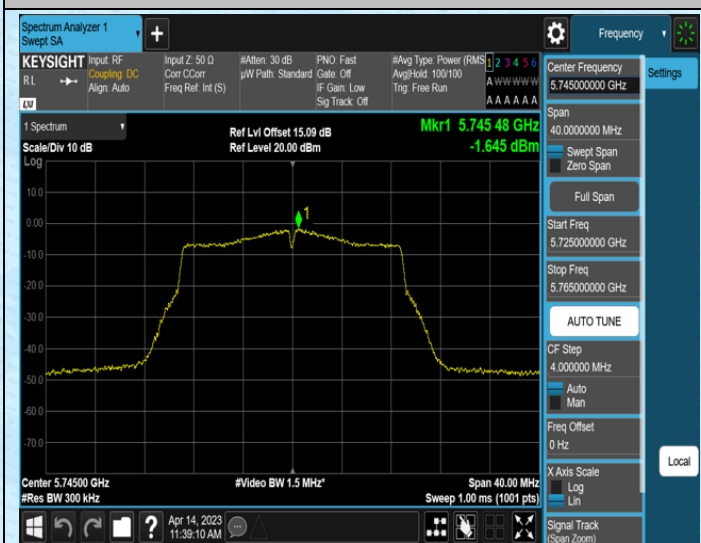 Spectrum Analyzer 1
Swept SA
Frequency
KEYSIGHT
RL
LXI
Input: RF
Coupling: DC
Align: Auto
Input Z: 50 Ω
Corr CCorr
Freq Ref: Int (S)
#Atten: 30 dB
µW Path: Standard
PNO: Fast
Gate: Off
IF Gain: Low
Sig Track: Off
#Avg Type: Power (RMS
Avg|Hold: 100/100
Trig: Free Run
1 2 3 4 5 6
A W W W W W
A A A A A A
1 Spectrum
Scale/Div 10 dB
Log
Ref Lvl Offset 15.09 dB
Ref Level 20.00 dBm
Mkr1 5.745 48 GHz
-1.645 dBm
1
10.0
0.00
-10.0
-20.0
-30.0
-40.0
-50.0
-60.0
-70.0
Center 5.74500 GHz
#Res BW 300 kHz
#Video BW 1.5 MHz*
Span 40.00 MHz
Sweep 1.00 ms (1001 pts)
Apr 14, 2023
11:39:10 AM
Center Frequency
5.745000000 GHz
Span
40.0000000 MHz
Swept Span
Zero Span
Full Span
Start Freq
5.725000000 GHz
Stop Freq
5.765000000 GHz
AUTO TUNE
CF Step
4.000000 MHz
Auto
Man
Freq Offset
0 Hz
X Axis Scale
Log
Lin
Signal Track
(Span Zoom)
Settings
Local